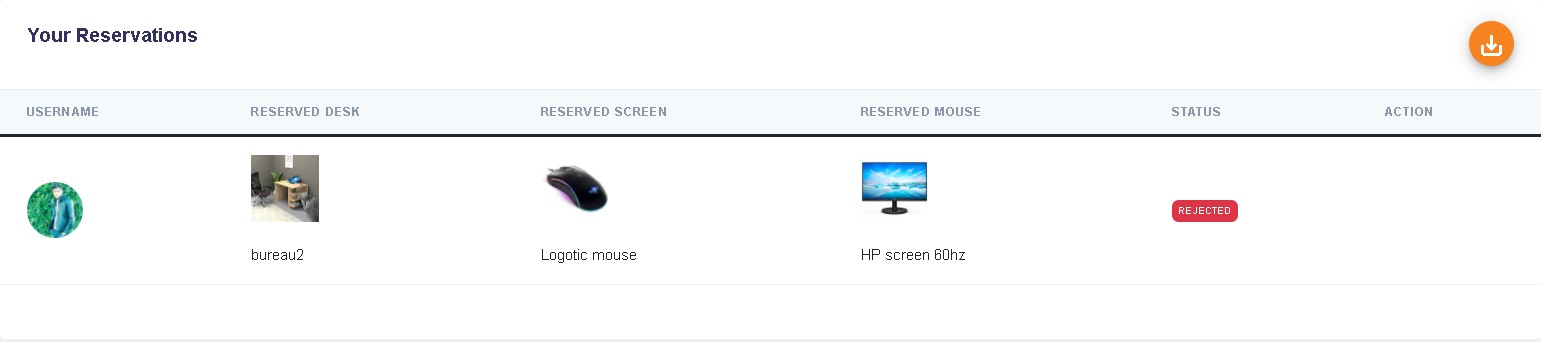 Your Reservations
USERNAME RESERVED DESK RESERVED SCREEN RESERVED MOUSE STATUS ACTION
REJECTED
bureau2 Logotic mouse HP screen 60hz